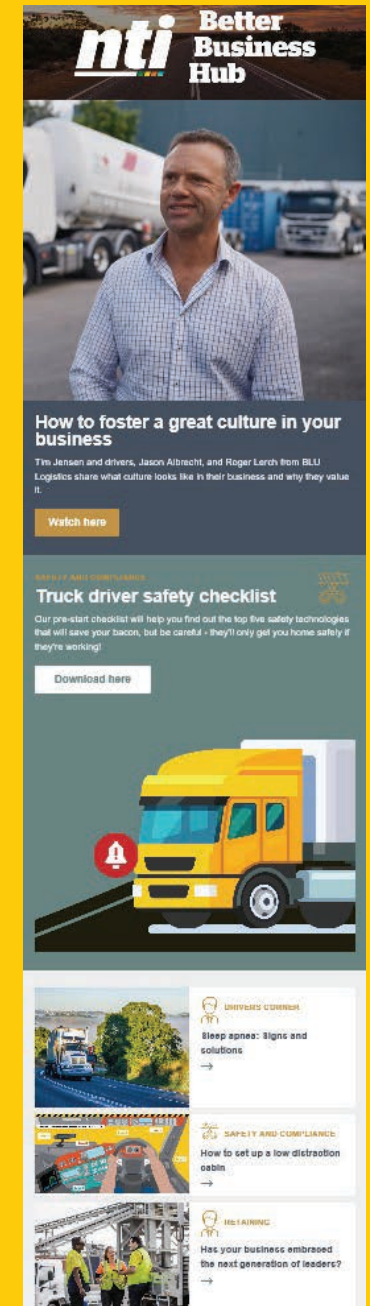 nti
Better
Business
Hub
How to foster a great culture in your
business
Tim Jensen and drivers, Jason Albrecht, and Roger Lerch from BLU
Logistics share what culture looks like in their business and why they value
it.
Watch here
SAFETY AND COMPLIANCE
Truck driver safety checklist
Our pre-start checklist will help you find out the top five safety technologies
that will save your bacon, but be careful - they'll only get you home safely if
they're working!
Download here
DRIVERS CORNER
Sleep apnea: Signs and
solutions
→
SAFETY AND COMPLIANCE
How to set up a low distraction
cabin
→
RETAINING
Has your business embraced
the next generation of leaders?
→